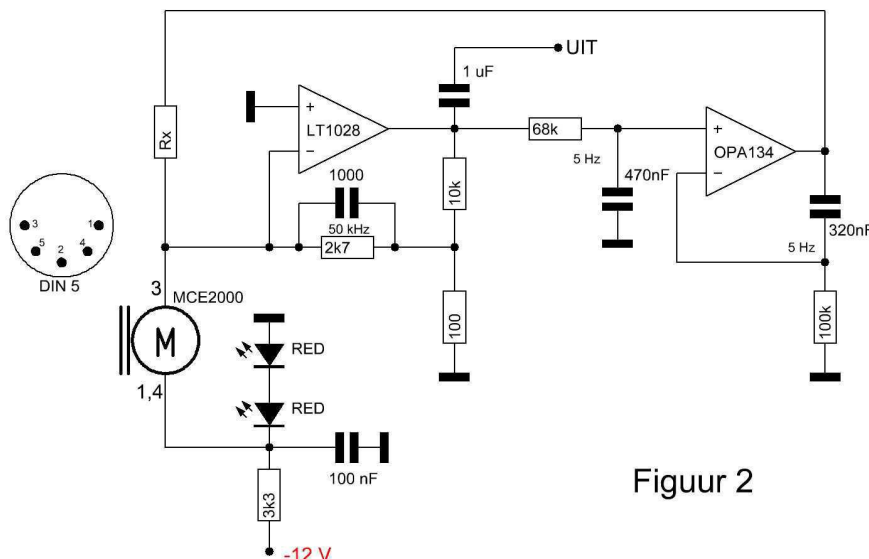 UIT
1 uF
+
LT1028
−
Rx
68k
5 Hz
+
OPA134
−
470nF
10k
1000
50 kHz
2k7
320nF
5 Hz
3
1
5
4
2
DIN 5
3
MCE2000
M
1,4
RED
RED
100
100k
100 nF
3k3
-12 V
Figuur 2